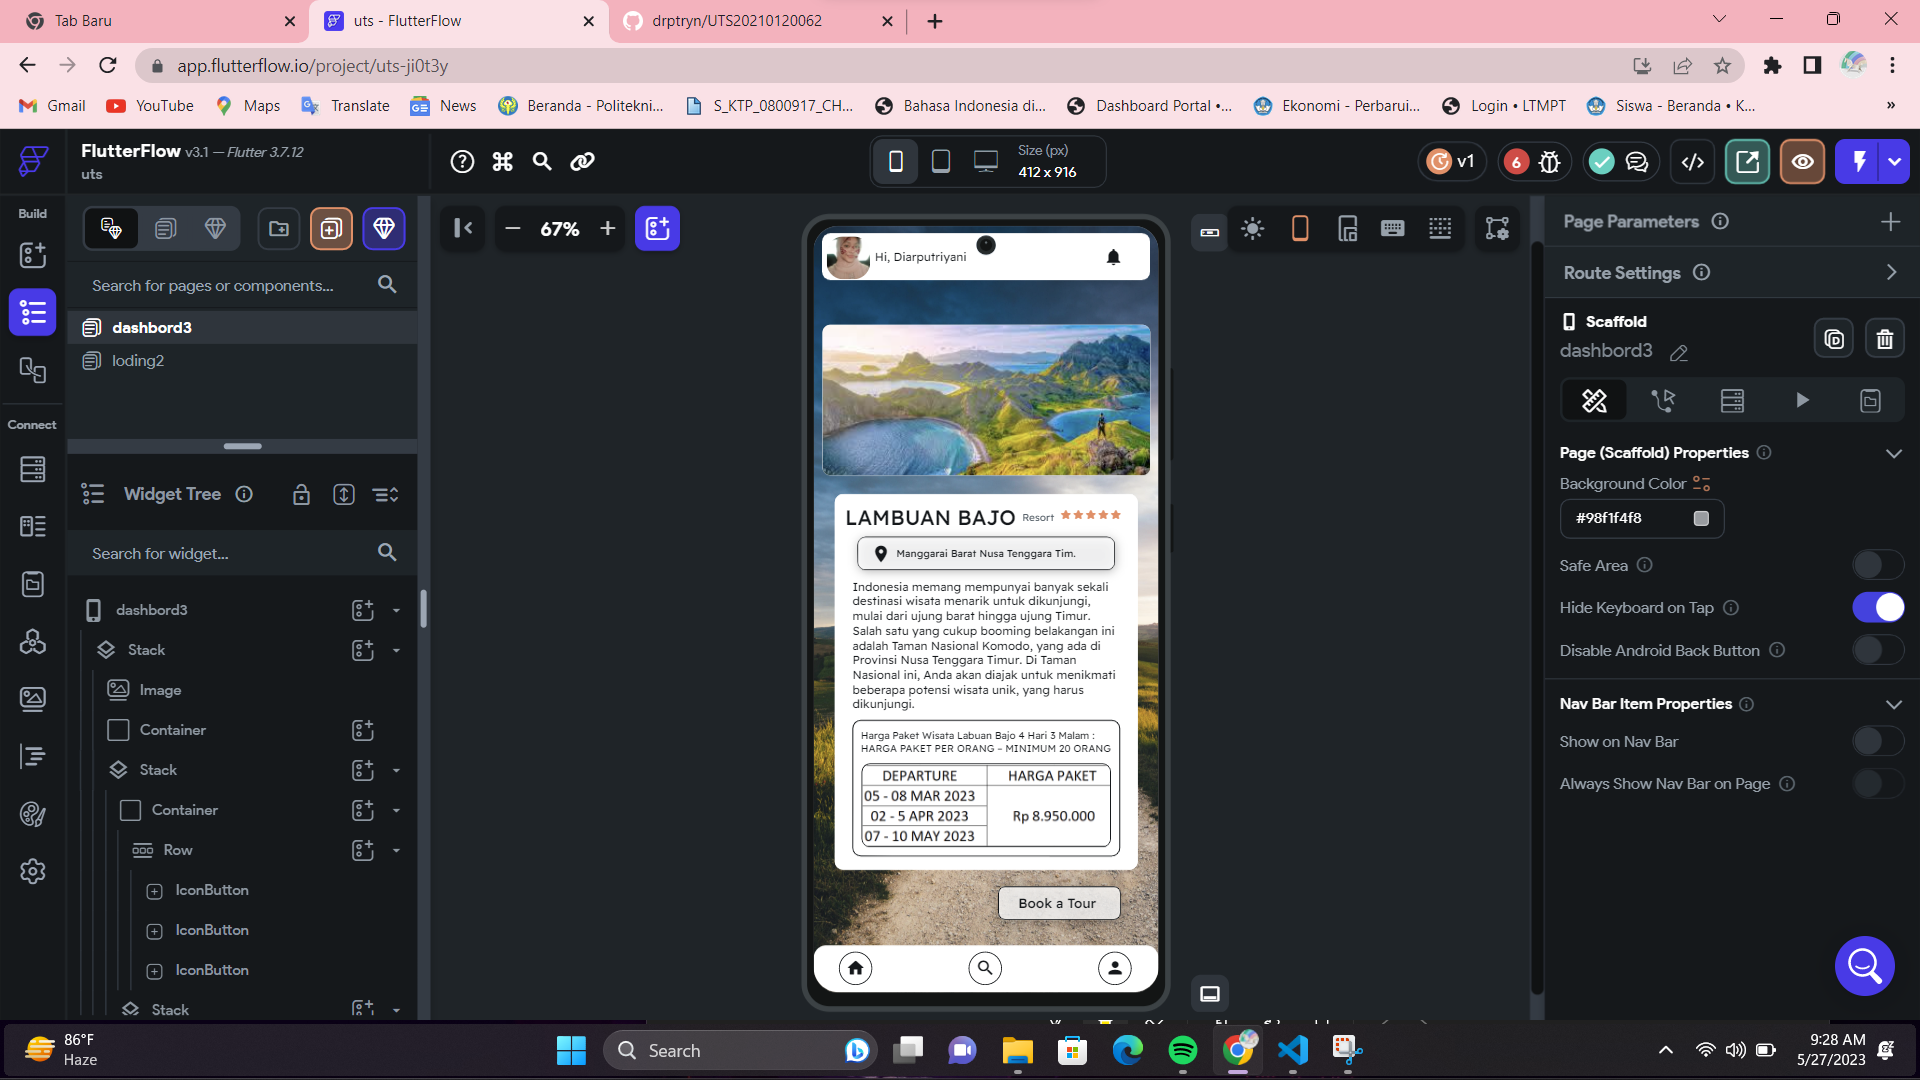 Tab Baru
uts - FlutterFlow
drptryn/UTS20210120062
app.flutterflow.io/project/uts-ji0t3y
Gmail
YouTube
Maps
Translate
News
Beranda - Politekni...
S_KTP_0800917_CH...
Bahasa Indonesia di...
Dashboard Portal •...
Ekonomi - Perbarui...
Login • LTMPT
Siswa - Beranda • K...
»
FlutterFlow v3.1 — Flutter 3.7.12
uts
Size (px)
412 x 916
v1
6
Build
Connect
67%
Search for pages or components...
dashbord3
loding2
Widget Tree
Search for widget...
dashbord3
Stack
Image
Container
Stack
Container
Row
IconButton
IconButton
IconButton
Stack
Hi, Diarputriyani
LAMBUAN BAJO Resort
Manggarai Barat Nusa Tenggara Tim.
Indonesia memang mempunyai banyak sekali
destinasi wisata menarik untuk dikunjungi,
mulai dari ujung barat hingga ujung Timur.
Salah satu yang cukup booming belakangan ini
adalah Taman Nasional Komodo, yang ada di
Provinsi Nusa Tenggara Timur. Di Taman
Nasional ini, Anda akan diajak untuk menikmati
beberapa potensi wisata unik, yang harus
dikunjungi.
Harga Paket Wisata Labuan Bajo 4 Hari 3 Malam :
HARGA PAKET PER ORANG – MINIMUM 20 ORANG
DEPARTURE HARGA PAKET
05 - 08 MAR 2023
02 - 5 APR 2023 Rp 8.950.000
07 - 10 MAY 2023
Book a Tour
Page Parameters
Route Settings
Scaffold
dashbord3
Page (Scaffold) Properties
Background Color
#98f1f4f8
Safe Area
Hide Keyboard on Tap
Disable Android Back Button
Nav Bar Item Properties
Show on Nav Bar
Always Show Nav Bar on Page
86°F
Haze
Search
9:28 AM
5/27/2023